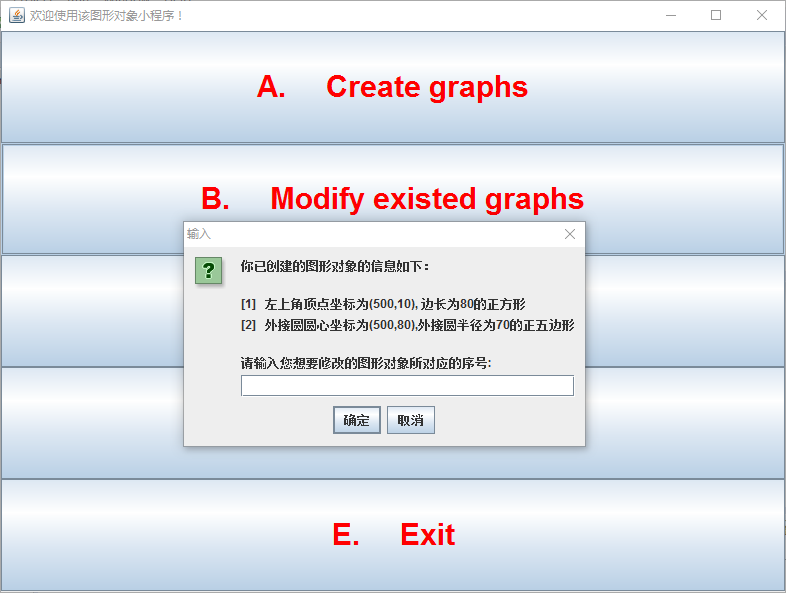 欢迎使用该图形对象小程序！
A. Create graphs
B. Modify existed graphs
输入
?
你已创建的图形对象的信息如下：
[1] 左上角顶点坐标为(500,10), 边长为80的正方形
[2] 外接圆圆心坐标为(500,80),外接圆半径为70的正五边形
请输入您想要修改的图形对象所对应的序号:
确定 取消
E. Exit